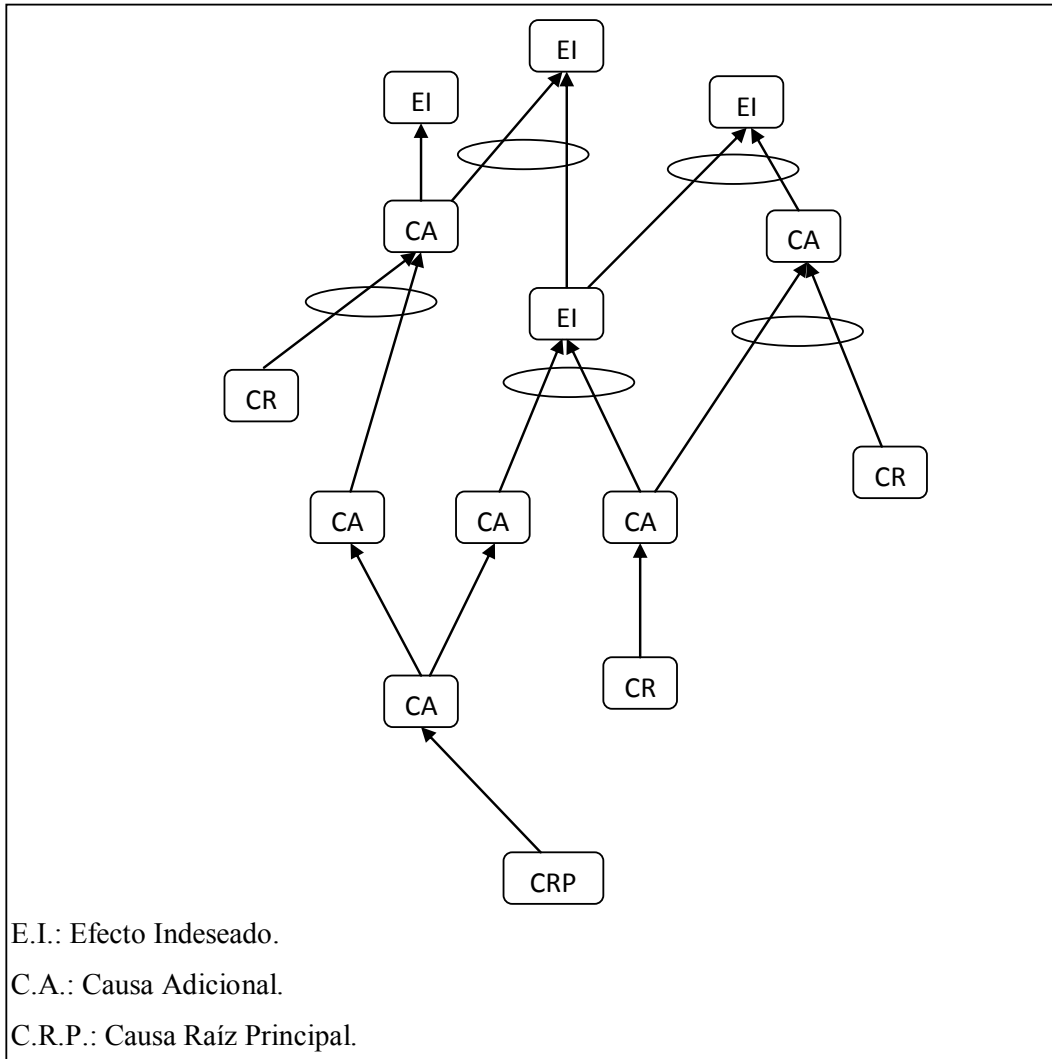 EI
EI
EI
CA
CA
EI
CR
CR
CA
CA
CA
CR
CA
CRP
E.I.: Efecto Indeseado.
C.A.: Causa Adicional.
C.R.P.: Causa Raíz Principal.